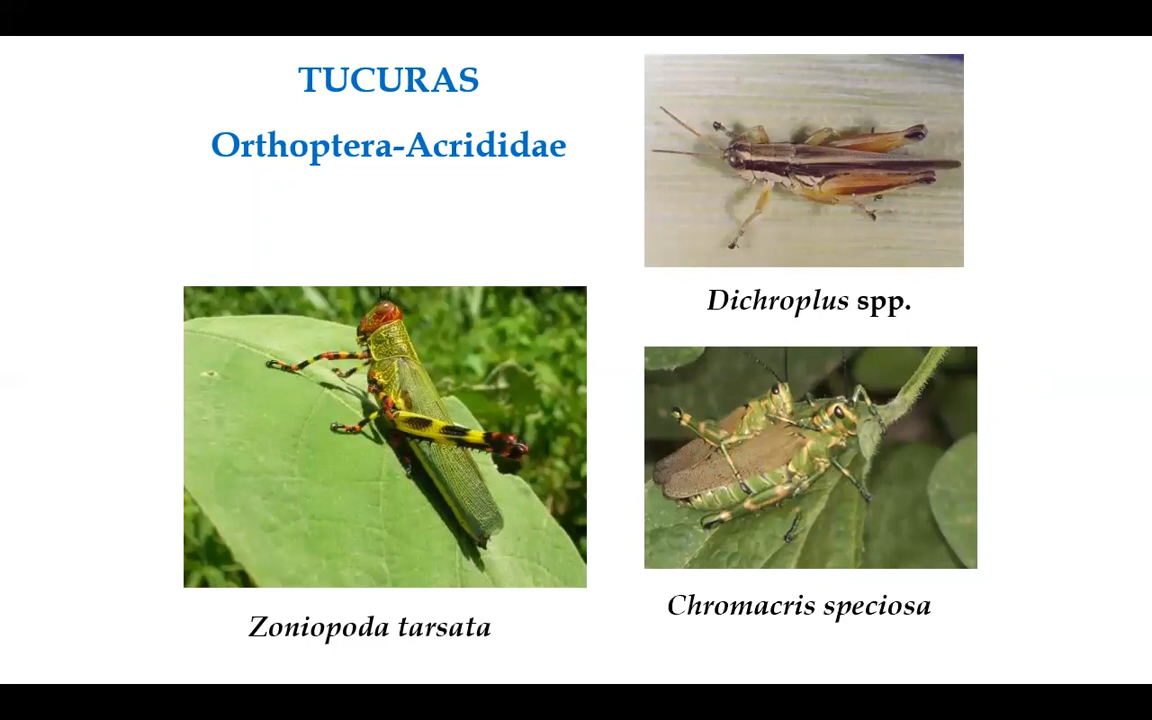 TUCURAS
Orthoptera-Acrididae
Dichroplus spp.
Zoniopoda tarsata
Chromacris speciosa